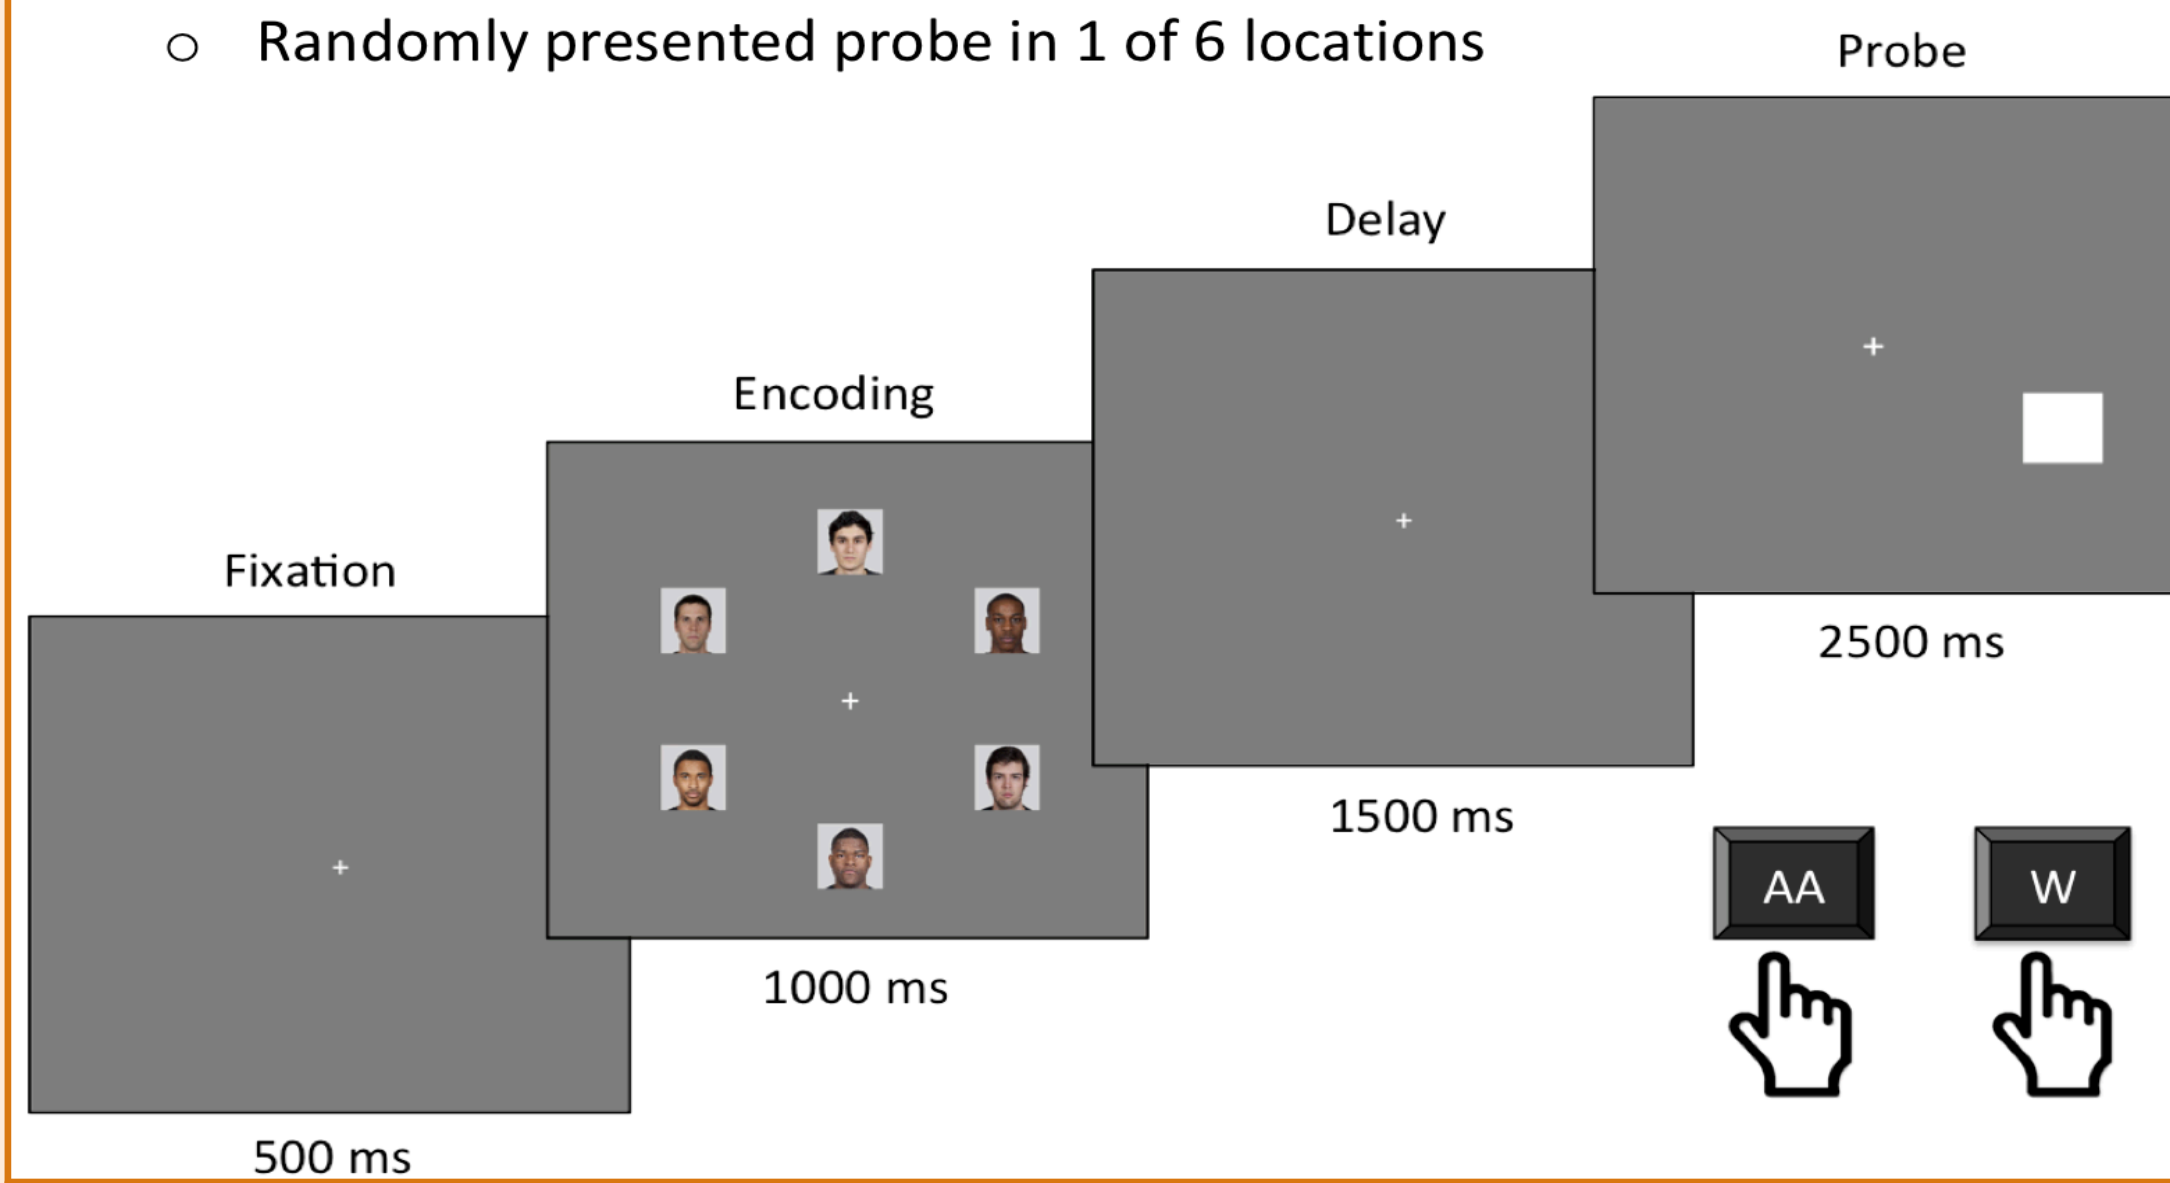 ○ Randomly presented probe in 1 of 6 locations
Probe
Delay
Encoding
Fixation
2500 ms
1500 ms
AA
W
1000 ms
500 ms